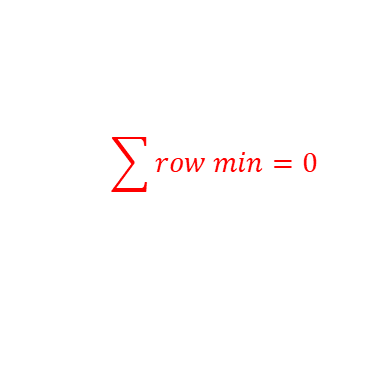 ∑ row min = 0